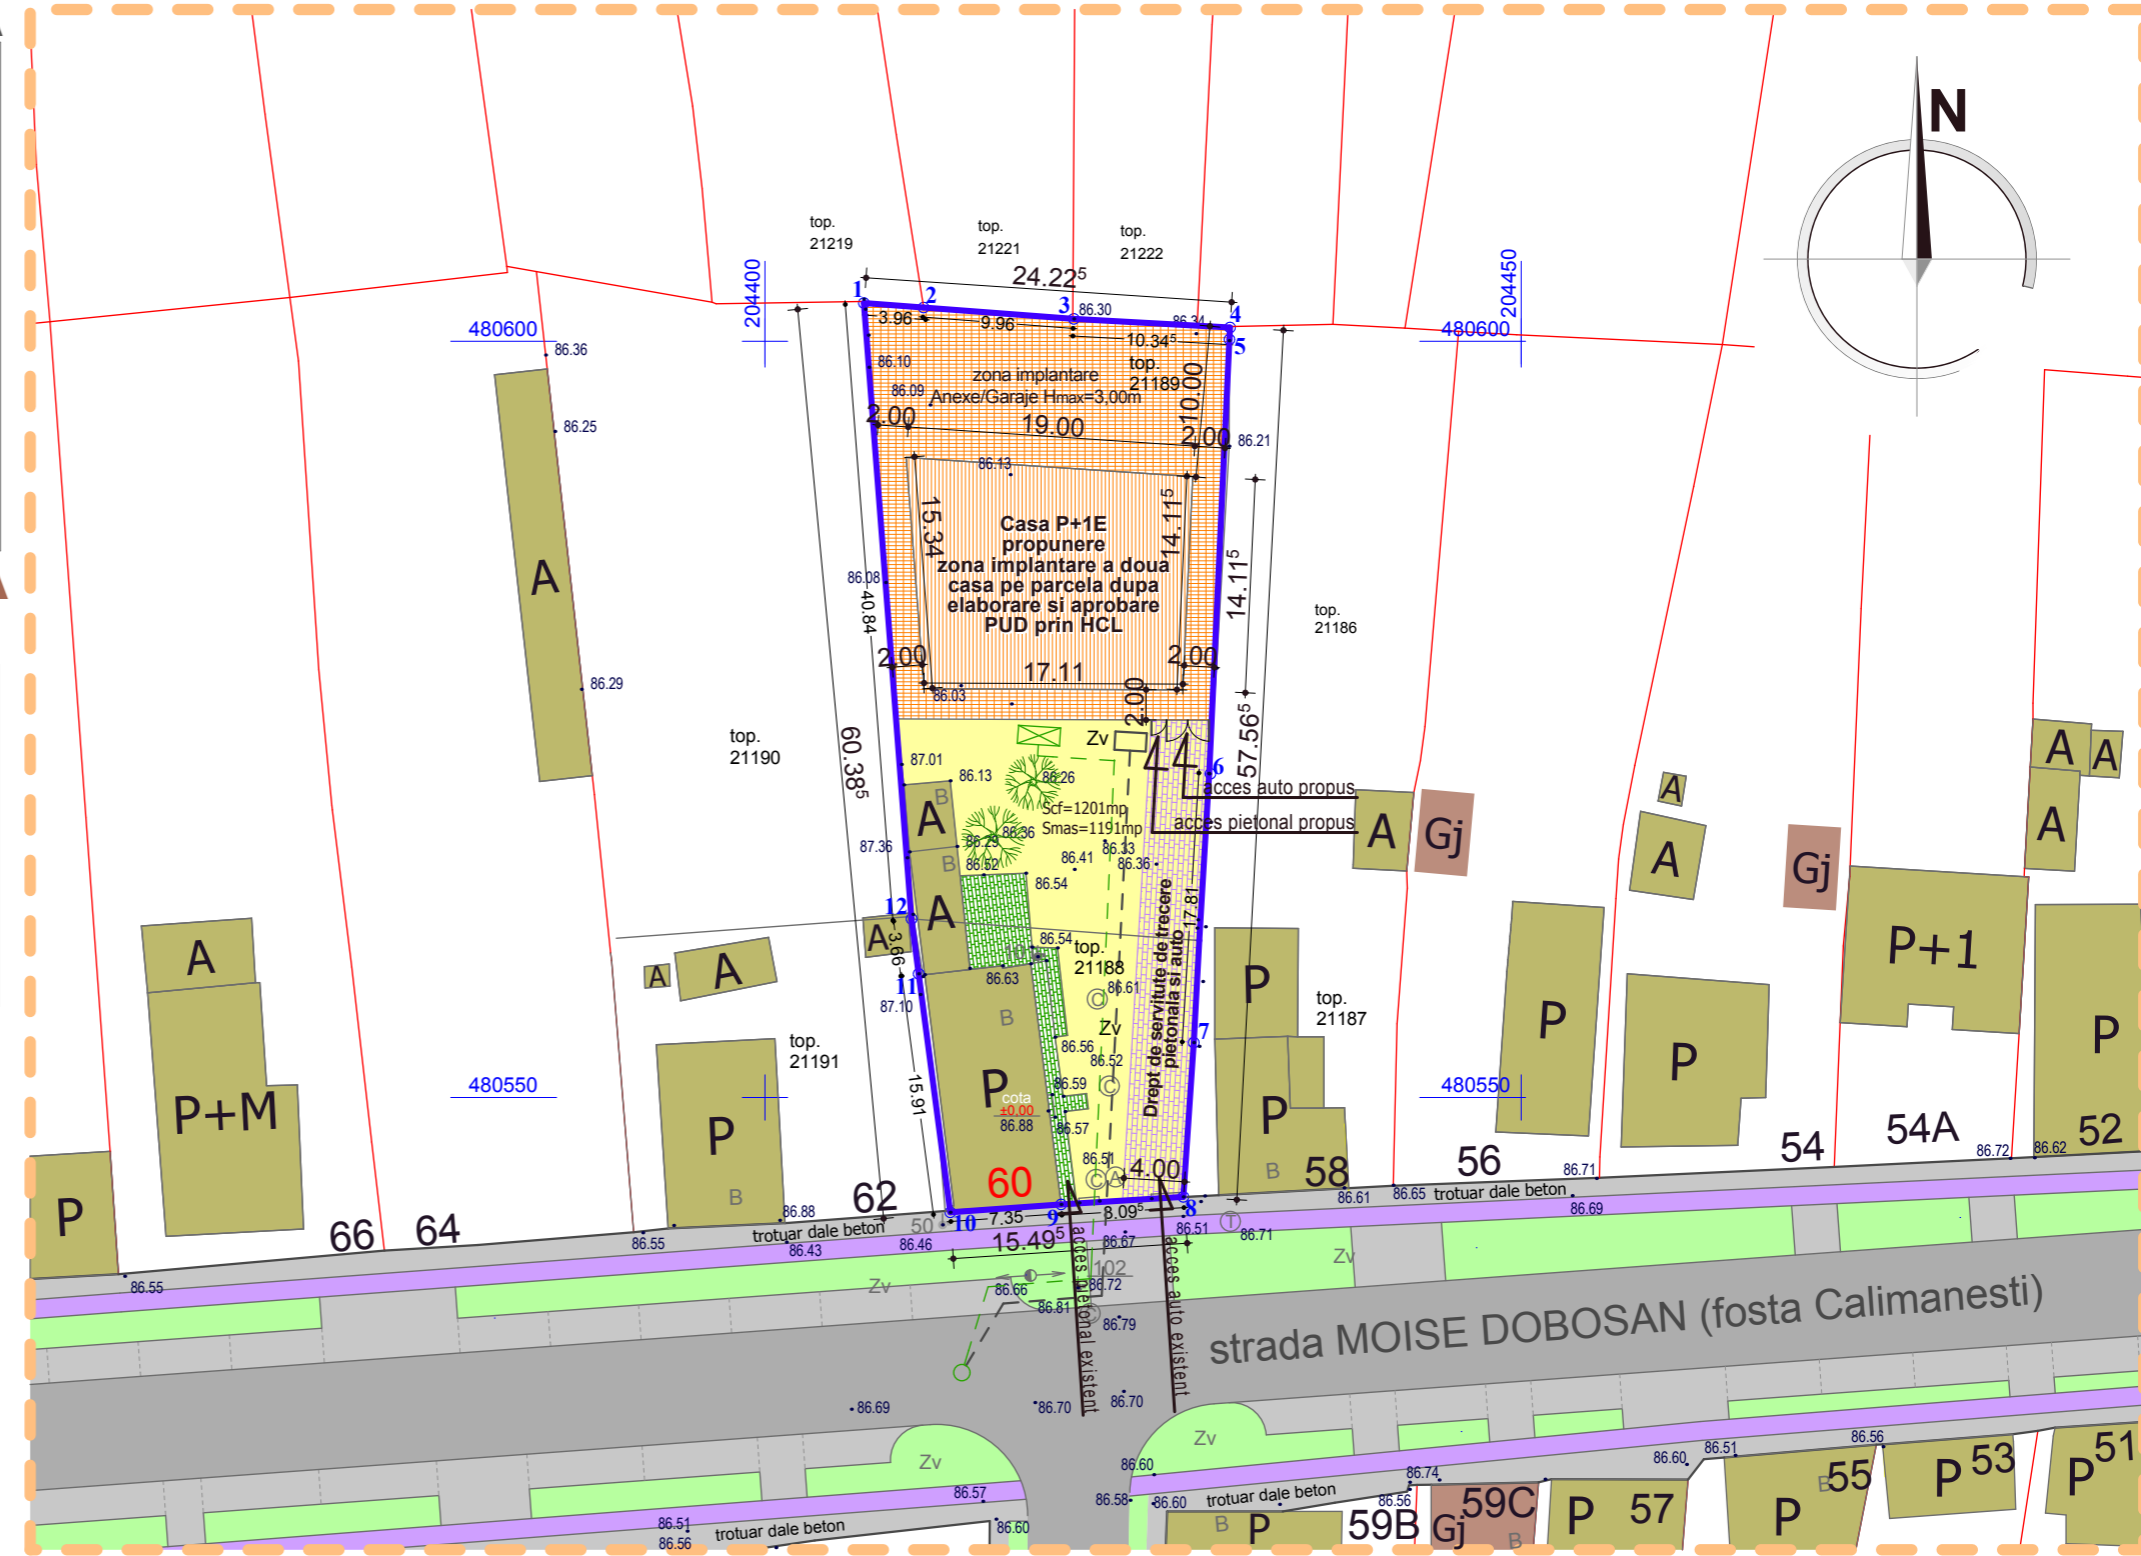 N
top.
21219
top.
21221
top.
21222
204400
204450
24.22⁵
1
2
3
4
5
86.30
86.34
3.96
9.96
10.34⁵
480600
480600
86.36
86.10
86.09
zona implantare
Anexe/Garaje Hmax=3,00m
top.
21189
10.00
2.00
19.00
2.00
86.21
86.25
86.13
15.34
14.11⁵
14.11⁵
Casa P+1E
propunere
zona implantare a doua
casa pe parcela dupa
elaborare si aprobare
PUD prin HCL
A
86.08
40.84
top.
21186
2.00
2.00
17.11
86.03
2.00
86.29
top.
21190
60.38⁵
57.56⁵
Zv
6
87.01
86.13
86.26
B
A
Scf=1201mp
Smas=1191mp
acces auto propus
acces pietonal propus
A
Gj
A
A
Gj
A
A
A
87.36
86.36
86.29
86.33
B
86.52
86.41
86.36
86.54
A
12
A
3.66
86.54
top.
21188
17.81
Drept de servitute de trecere
pietonala si auto
11
86.63
C
86.61
87.10
B
Zv
7
A
P+M
A
A
top.
21191
P
P
top.
21187
P
P
P+1
P
86.56
86.52
C
86.59
P
cota
±0.00
86.88
86.57
15.91
480550
480550
P
B
P
B
86.51
C
A
4.00
60
66
64
62
58
56
54
54A
52
86.72
86.62
86.71
86.61
86.65
trotuar dale beton
86.69
86.88
trotuar dale beton
50
10
7.35
9
8.09⁵
8
86.55
86.43
86.46
15.49⁵
86.67
86.51
T
86.71
86.55
Zv
102
Zv
86.66
86.72
86.81
86.79
acces pietonal existent
acces auto existent
strada MOISE DOBOSAN (fosta Calimanesti)
86.69
86.70
86.70
Zv
Zv
86.60
86.57
86.58
86.60
86.74
86.56
86.60
86.51
86.56
trotuar dale beton
86.51
86.56
trotuar dale beton
86.60
B
P
59B
Gj
59C
B
P
57
P
B
55
P
53
P
51